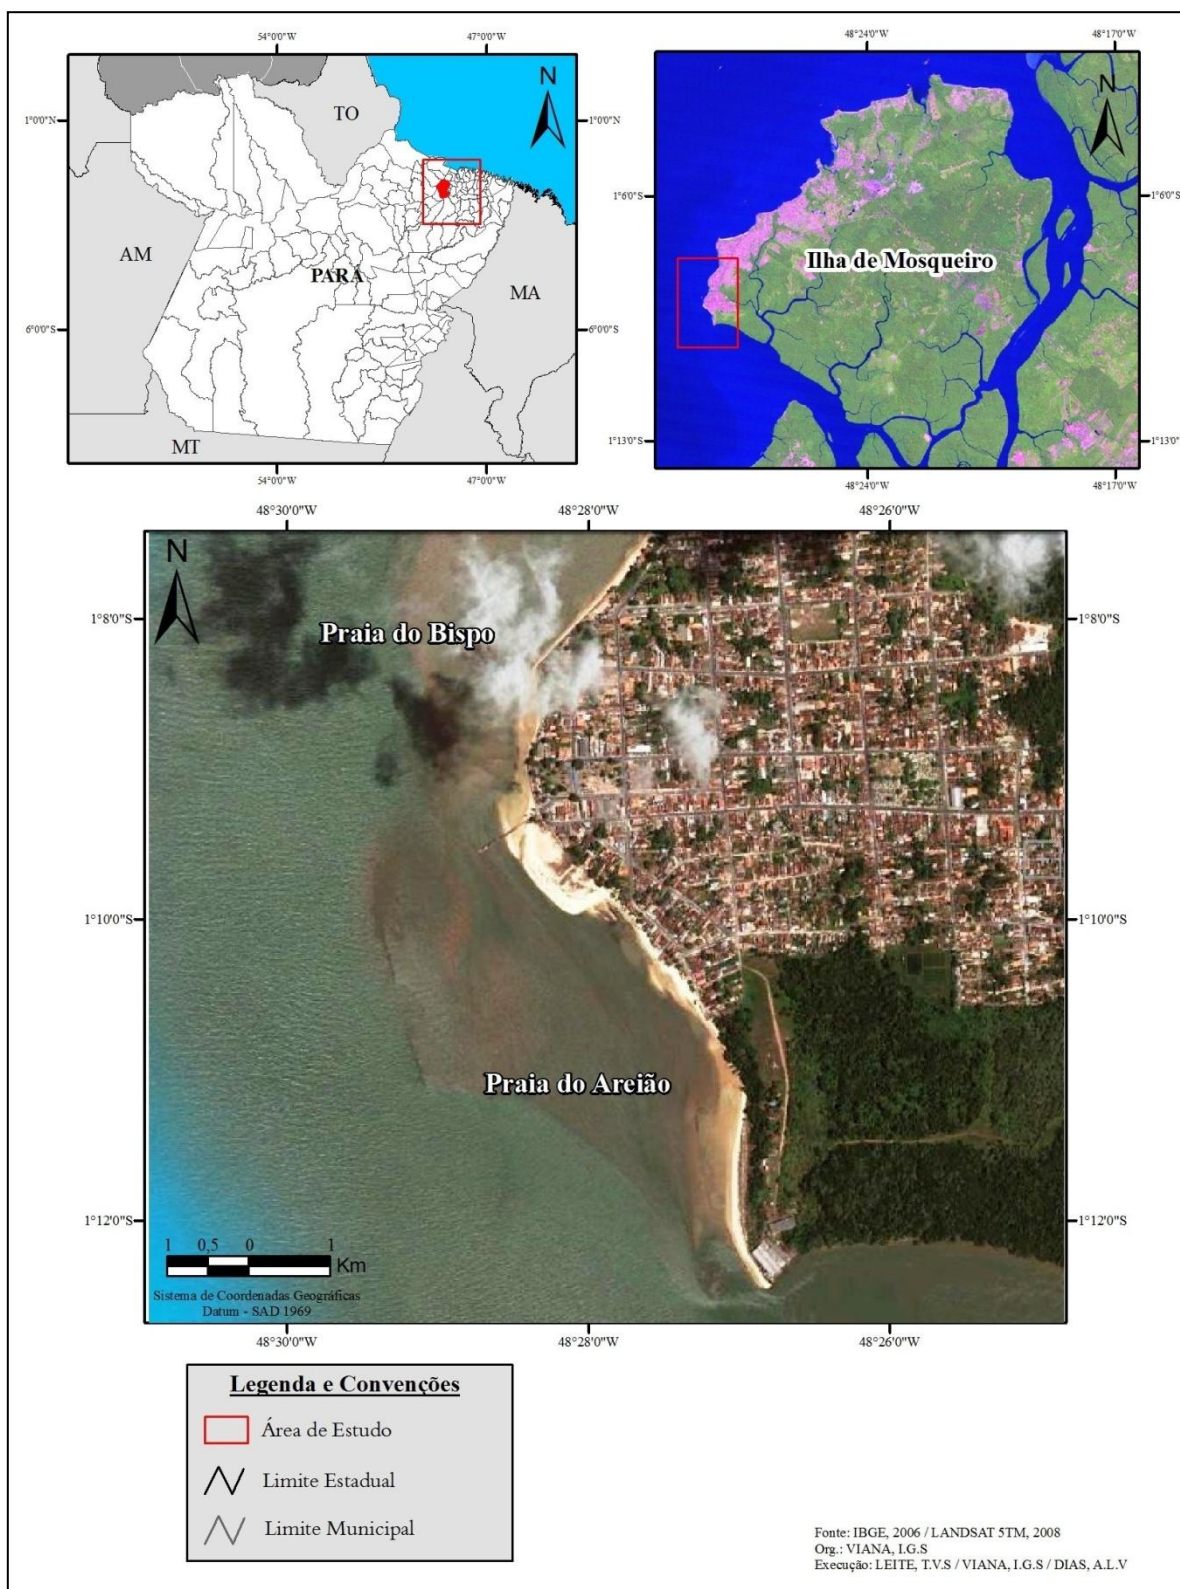 54°0'0"W
47°0'0"W
N
1°0'0"N
1°0'0"N
TO
AM
PARÁ
MA
6°0'0"S
6°0'0"S
MT
54°0'0"W
47°0'0"W
48°24'0"W
48°17'0"W
N
1°6'0"S
1°6'0"S
Ilha de Mosqueiro
1°13'0"S
1°13'0"S
48°24'0"W
48°17'0"W
48°30'0"W
48°28'0"W
48°26'0"W
N
1°8'0"S
1°8'0"S
Praia do Bispo
1°10'0"S
1°10'0"S
Praia do Areião
1°12'0"S
1°12'0"S
1 0,5 0 1
Km
Sistema de Coordenadas Geográficas
Datum - SAD 1969
48°30'0"W
48°28'0"W
48°26'0"W
Legenda e Convenções
Área de Estudo
Limite Estadual
Limite Municipal
Fonte: IBGE, 2006 / LANDSAT 5TM, 2008
Org.: VIANA, I.G.S
Execução: LEITE, T.V.S / VIANA, I.G.S / DIAS, A.L.V